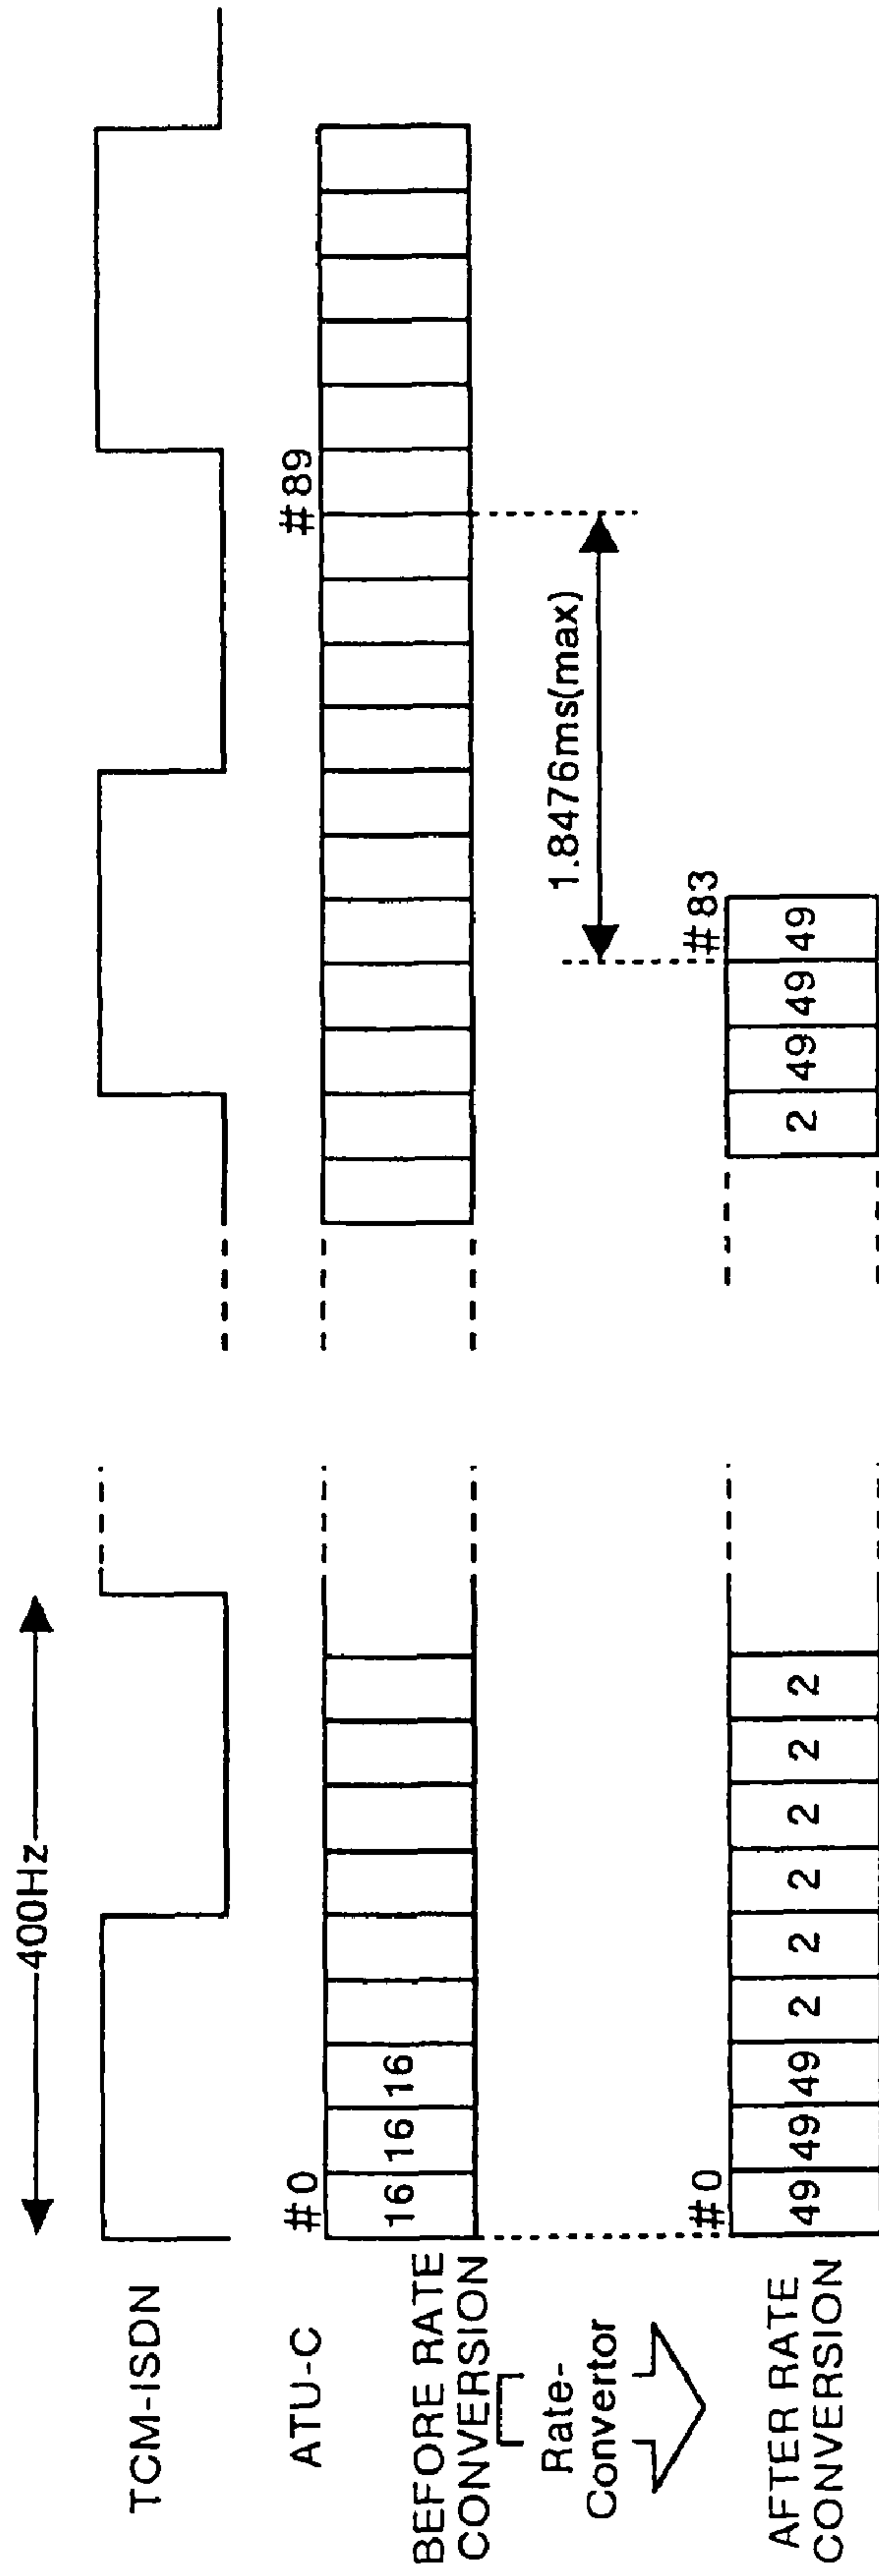 400Hz
TCM-ISDN
ATU-C
#0
#89
BEFORE RATE
CONVERSION
16 16 16
Rate-
Convertor
1.8476ms(max)
#0
#83
AFTER RATE
CONVERSION
49 49 49 2 2 2 2 2 2
2 49 49 49